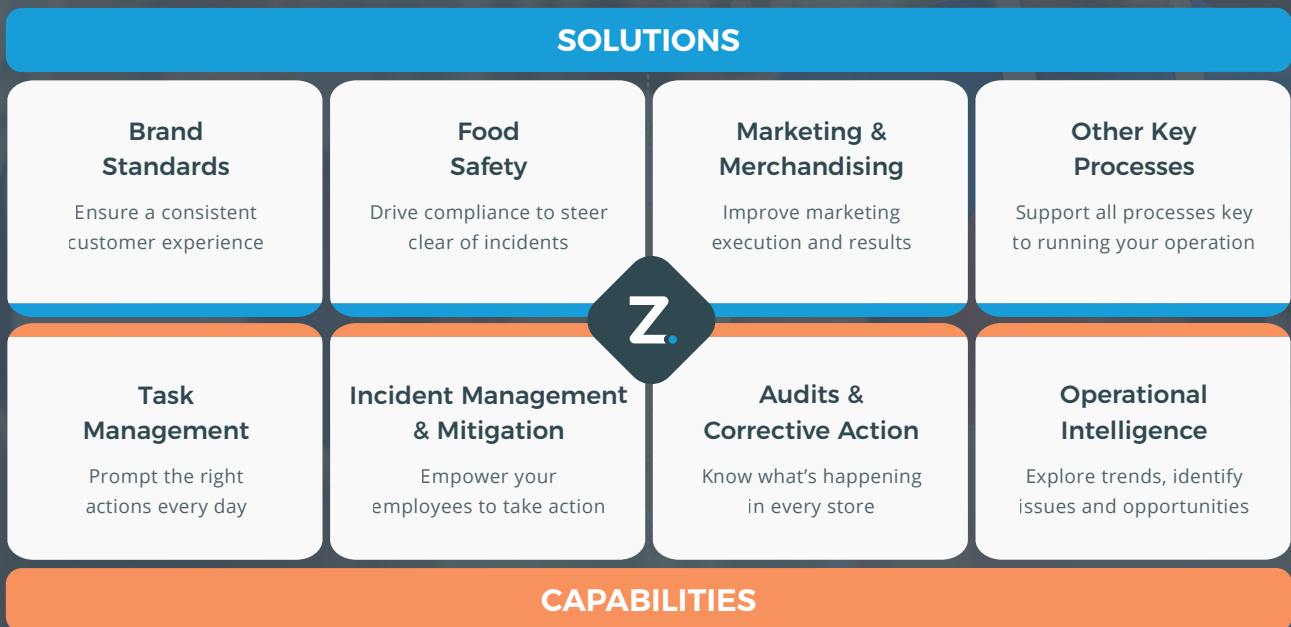 SOLUTIONS
Brand
Standards
Ensure a consistent
customer experience
Food
Safety
Drive compliance to steer
clear of incidents
Marketing &
Merchandising
Improve marketing
execution and results
Other Key
Processes
Support all processes key
to running your operation
Z.
Task
Management
Prompt the right
actions every day
Incident Management
& Mitigation
Empower your
employees to take action
Audits &
Corrective Action
Know what's happening
in every store
Operational
Intelligence
Explore trends, identify
issues and opportunities
CAPABILITIES